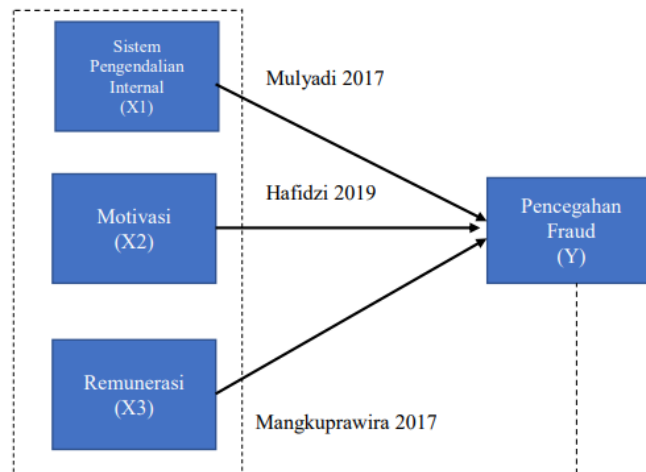 Sistem
Pengendalian
Internal
(X1)
Mulyadi 2017
Motivasi
(X2)
Hafidzi 2019
Pencegahan
Fraud
(Y)
Remunerasi
(X3)
Mangkuprawira 2017